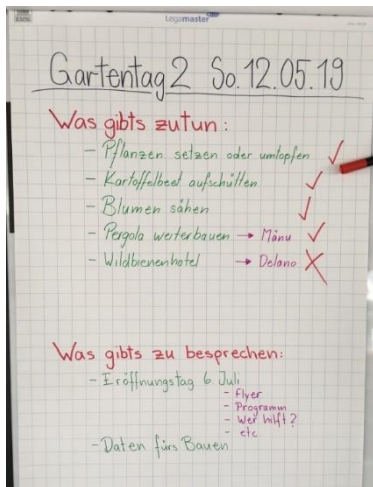 Legamaster
Gartentag 2 So. 12.05.19
Was gibts zutun:
- Pflanzen setzen oder umtopfen ✓
- Kartoffelbeet aufschütten ✓
- Blumen sähen ✓
- Pergola weiterbauen → Mänu ✓
- Wildbienenhotel → Delano ✗
Was gibts zu besprechen:
- Eröffnungstag 6. Juli
- Flyer
- Programm
- Wer hilft?
- etc
- Daten fürs Bauen